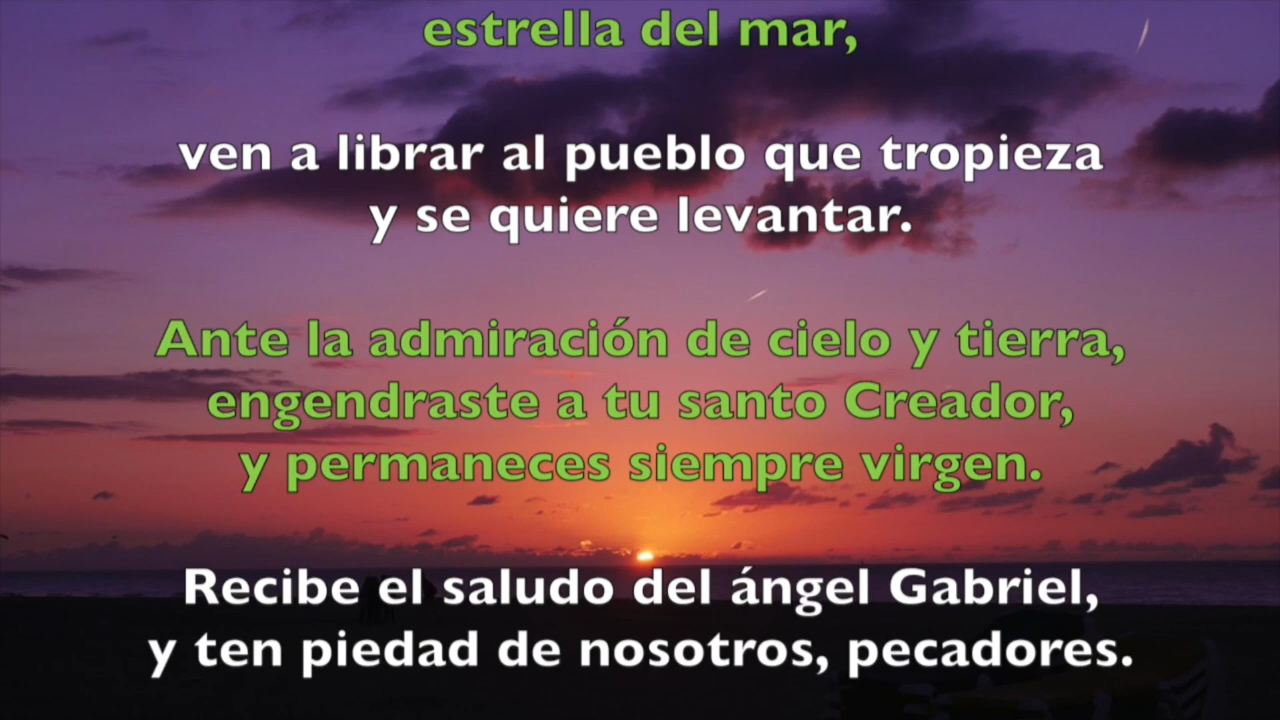 estrella del mar,
ven a librar al pueblo que tropieza
y se quiere levantar.
Ante la admiración de cielo y tierra,
engendraste a tu santo Creador,
y permaneces siempre virgen.
Recibe el saludo del ángel Gabriel,
y ten piedad de nosotros, pecadores.